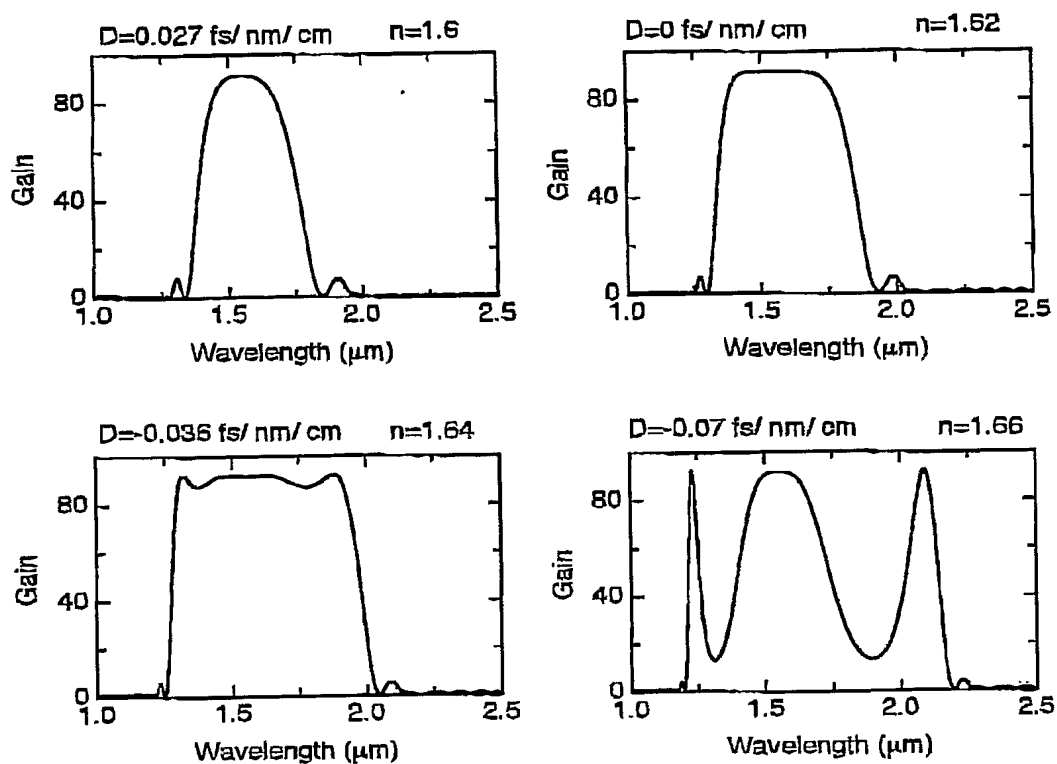 D=0.027 fs/ nm/ cm n=1.6
80
40
0
Gain
1.0 1.5 2.0 2.5
Wavelength (μm)
D=0 fs/ nm/ cm n=1.62
80
40
0
Gain
1.0 1.5 2.0 2.5
Wavelength (μm)
D=-0.036 fs/ nm/ cm n=1.64
80
40
0
Gain
1.0 1.5 2.0 2.5
Wavelength (μm)
D=-0.07 fs/ nm/ cm n=1.66
80
40
0
Gain
1.0 1.5 2.0 2.5
Wavelength (μm)